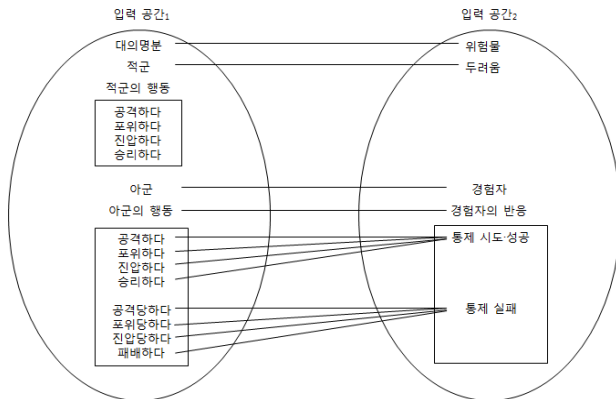 입력 공간₁
입력 공간₂
대의명분
위험물
적군
두려움
적군의 행동
공격하다
포위하다
진압하다
승리하다
아군
경험자
아군의 행동
경험자의 반응
공격하다
통제 시도·성공
포위하다
진압하다
승리하다
공격당하다
통제 실패
포위당하다
진압당하다
패배하다